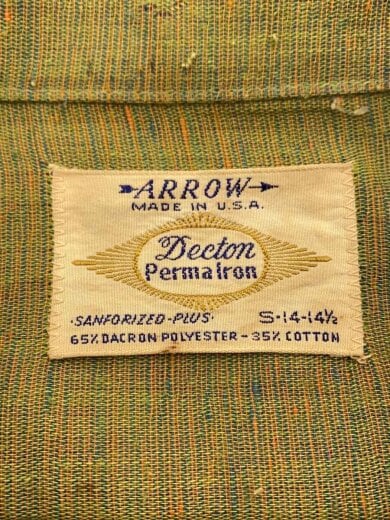 ARROW
MADE IN U.S.A.
Decton
PermaIron
·SANFORIZED-PLUS· S-14-14½
65% DACRON POLYESTER - 35% COTTON